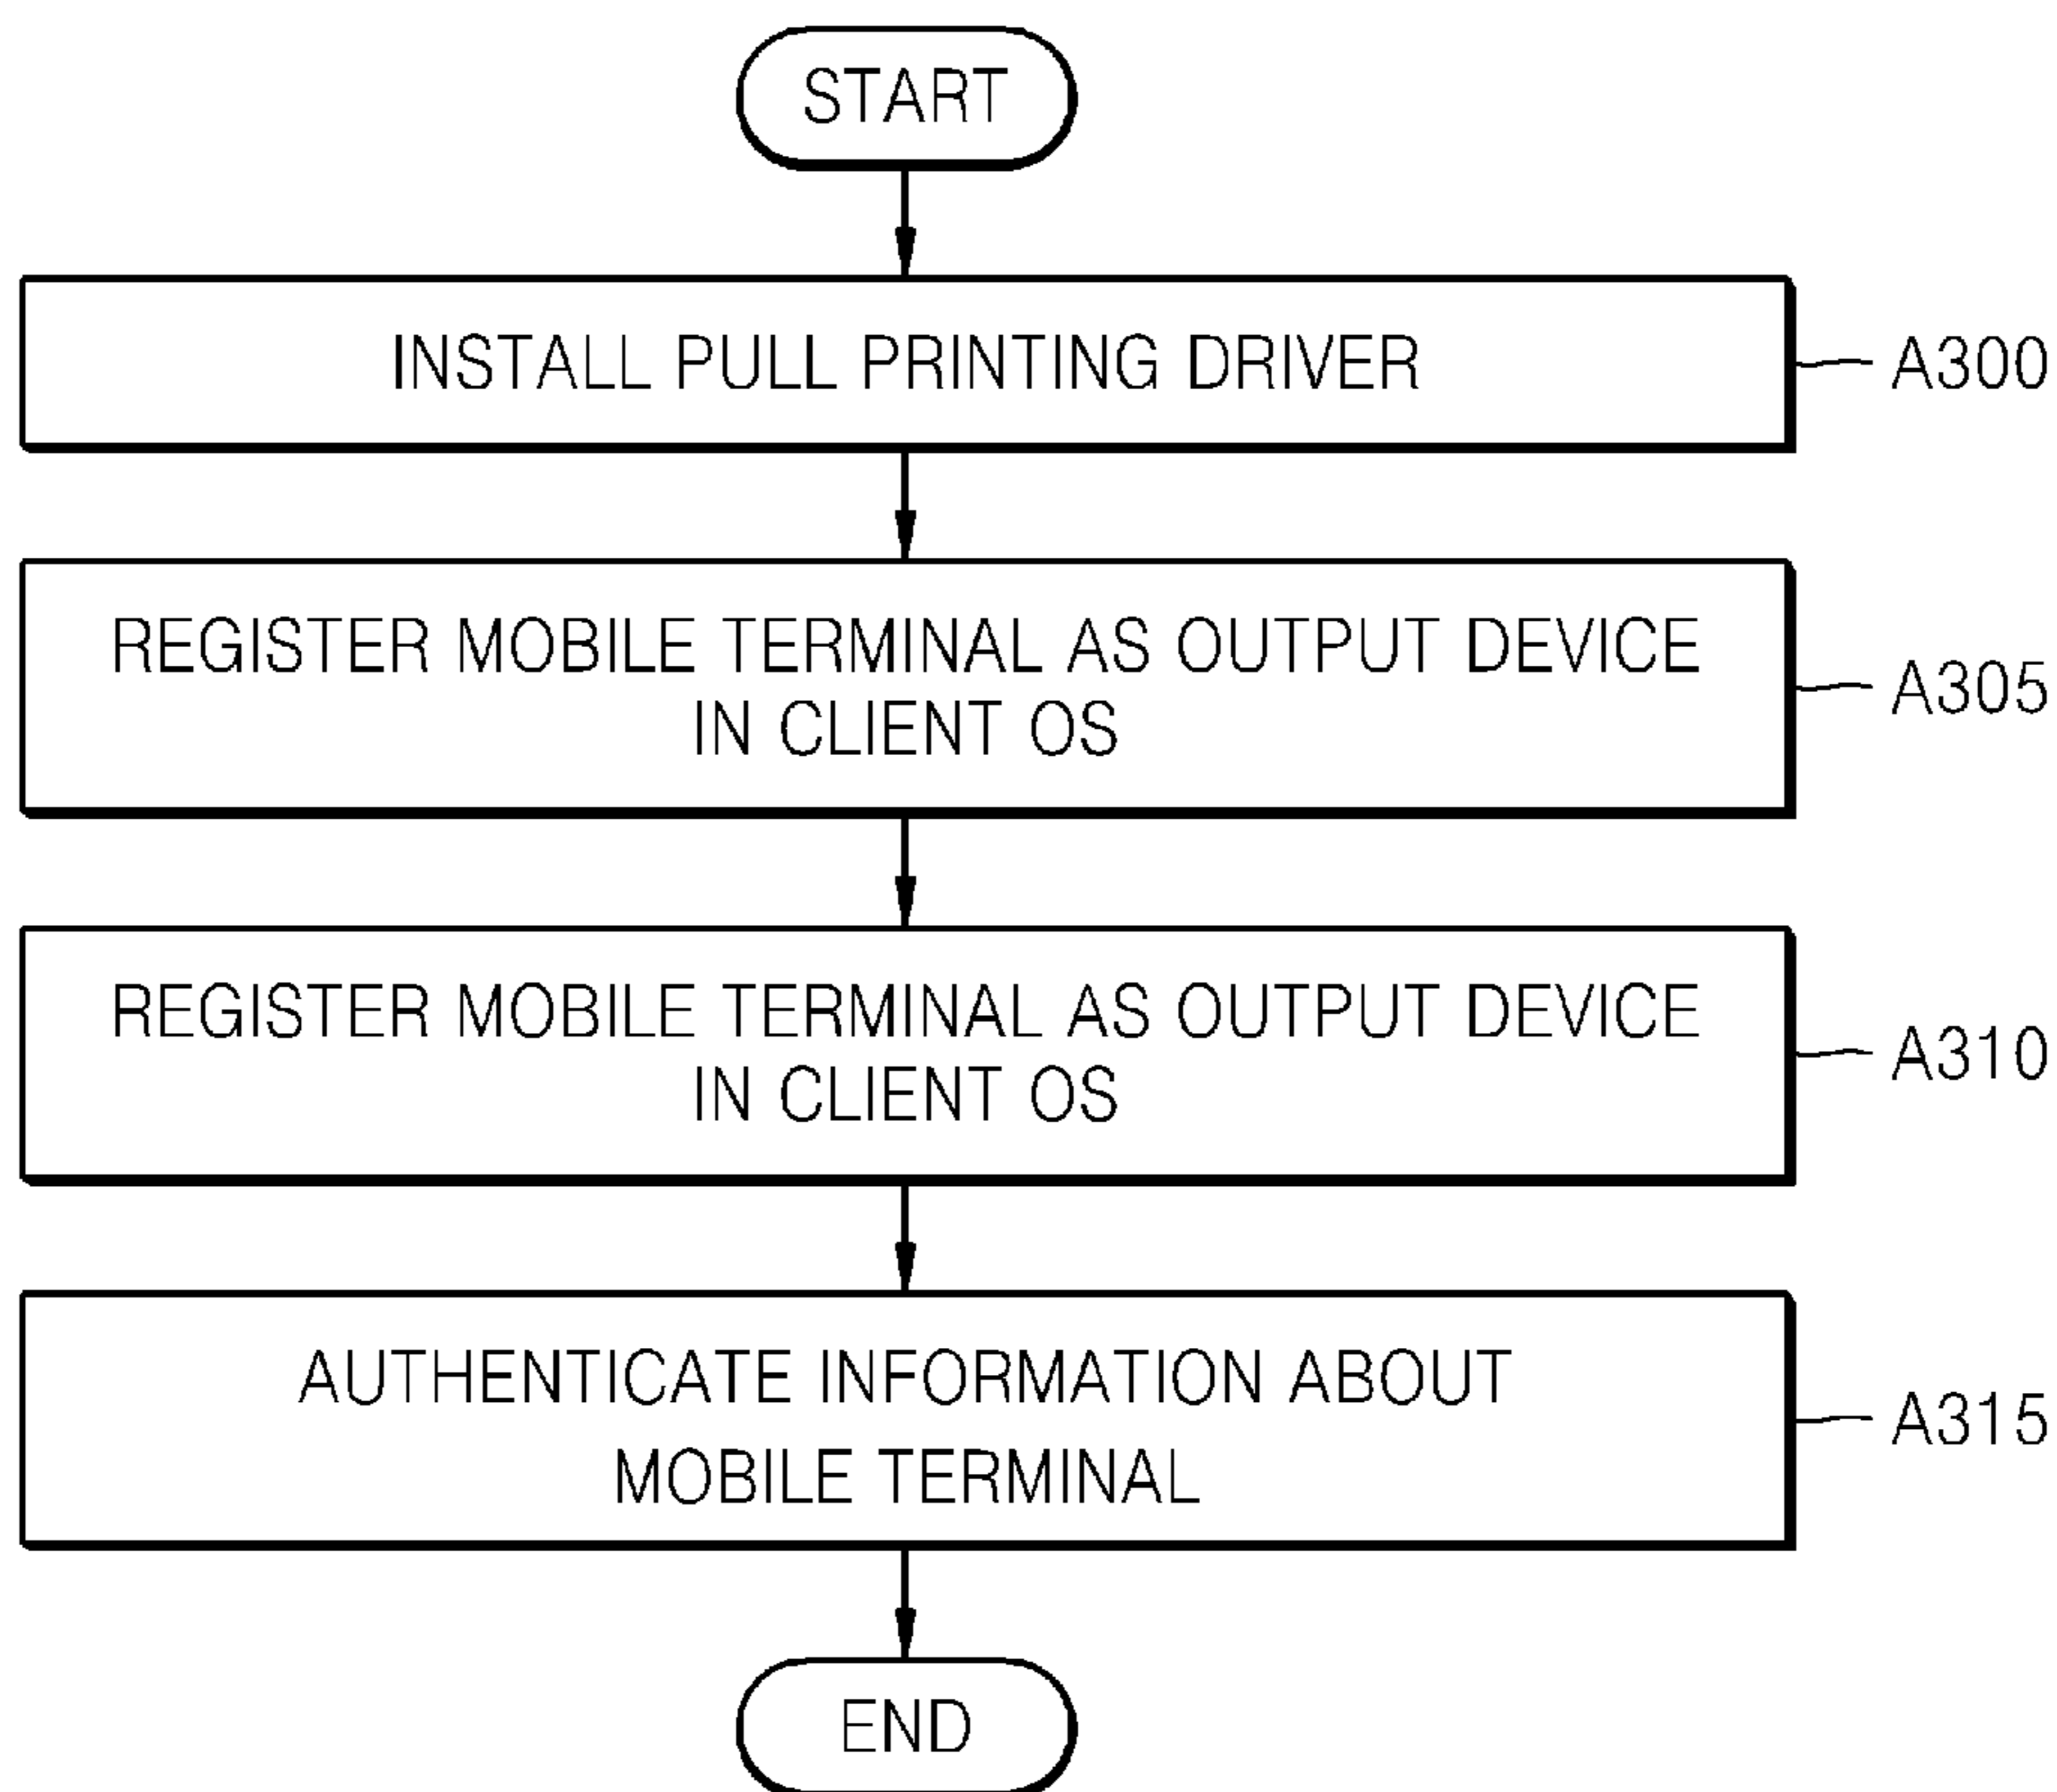 START
INSTALL PULL PRINTING DRIVER
A300
REGISTER MOBILE TERMINAL AS OUTPUT DEVICE
IN CLIENT OS
A305
REGISTER MOBILE TERMINAL AS OUTPUT DEVICE
IN CLIENT OS
A310
AUTHENTICATE INFORMATION ABOUT
MOBILE TERMINAL
A315
END